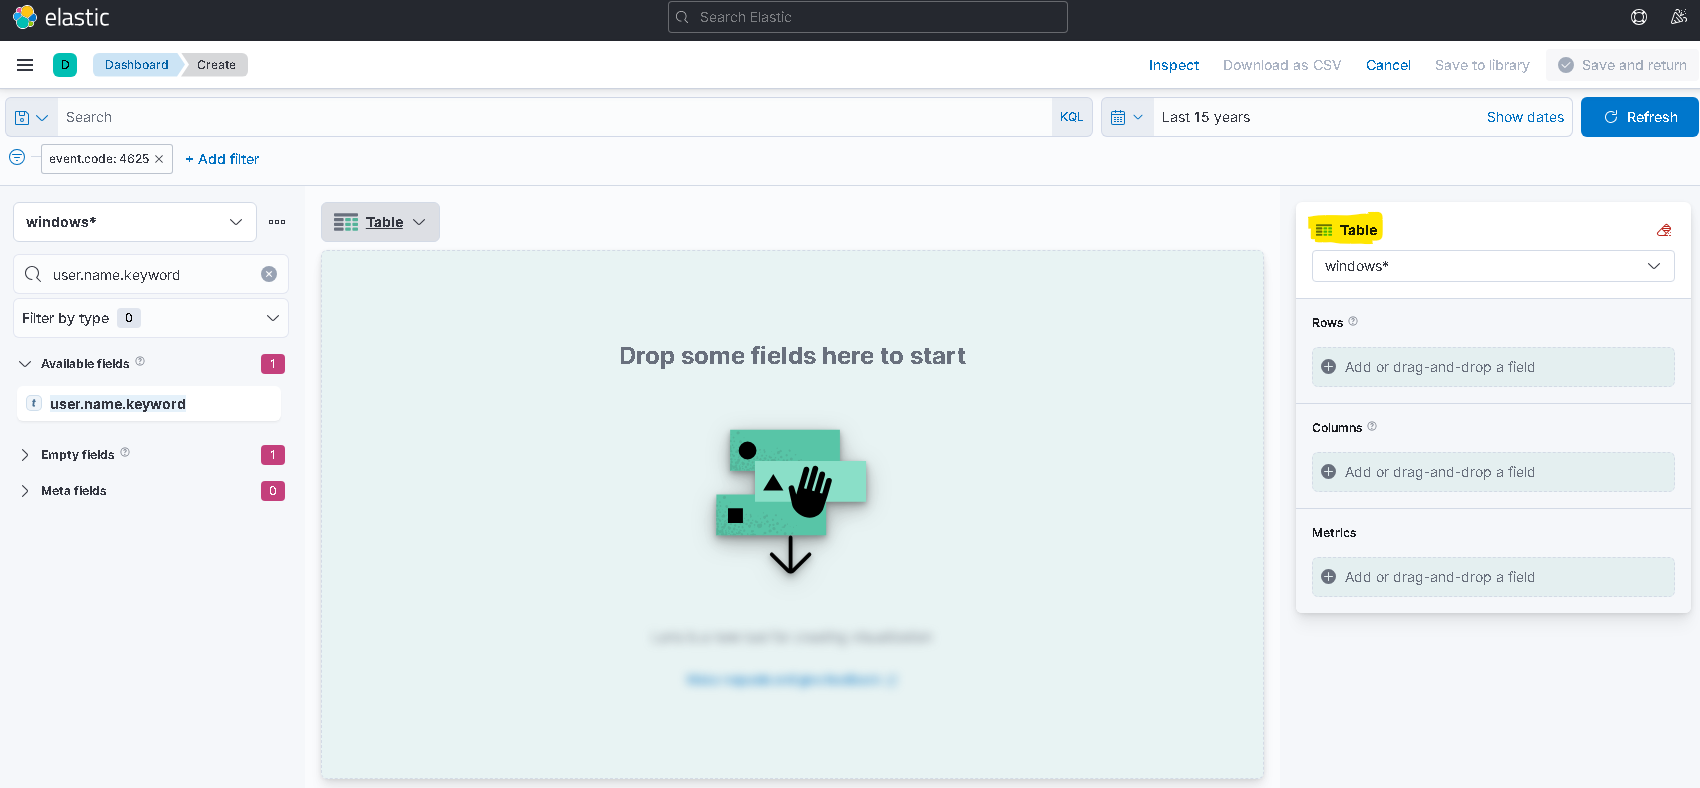 elastic
Search Elastic
D Dashboard Create
Inspect Download as CSV Cancel Save to library Save and return
Search KQL Last 15 years Show dates Refresh
event.code: 4625 + Add filter
windows*
user.name.keyword
Filter by type 0
Available fields 1
t user.name.keyword
Empty fields 1
Meta fields 0
Table
Drop some fields here to start
Table
windows*
Rows
Add or drag-and-drop a field
Columns
Add or drag-and-drop a field
Metrics
Add or drag-and-drop a field